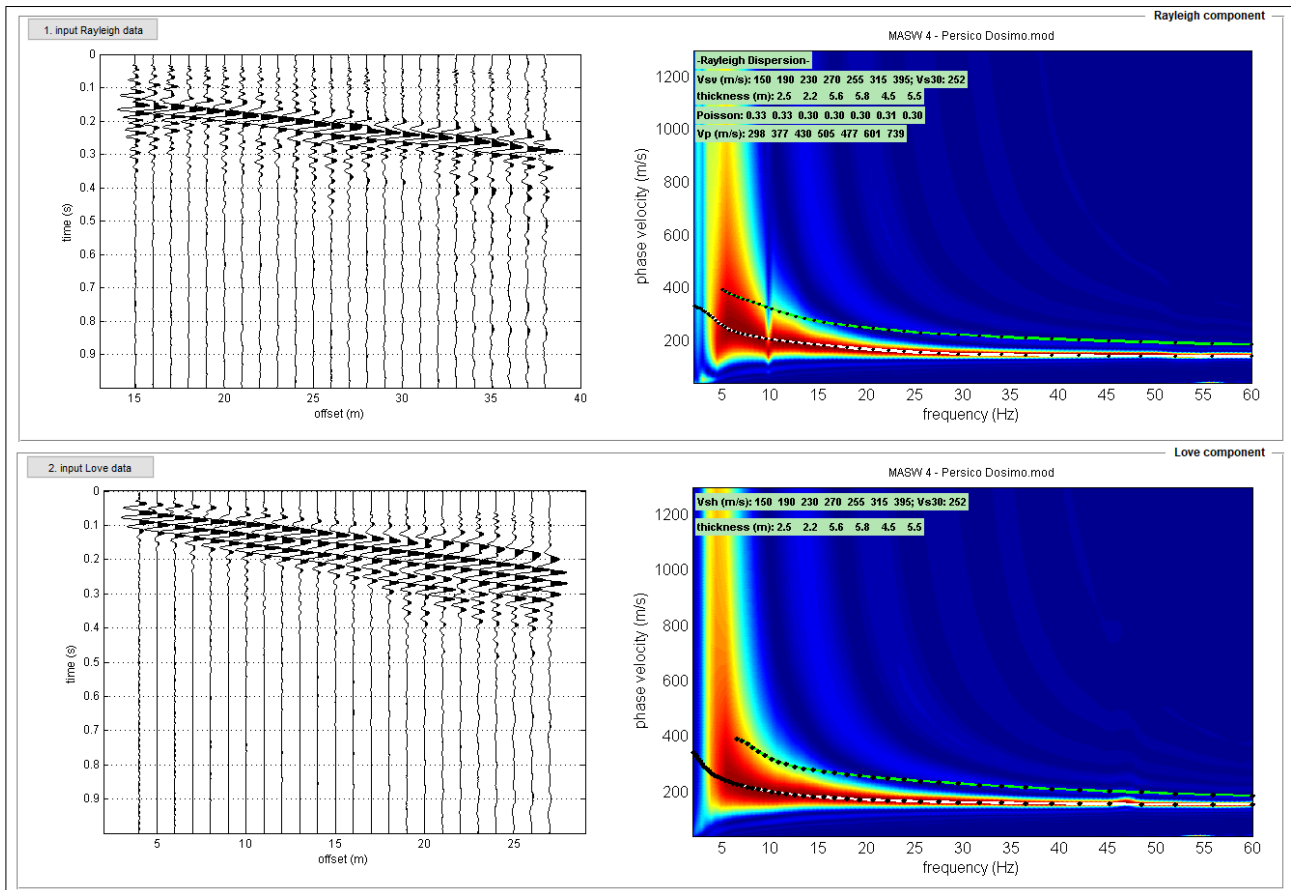 Rayleigh component
1. input Rayleigh data
0
0.1
0.2
0.3
0.4
0.5
0.6
0.7
0.8
0.9
time (s)
15 20 25 30 35 40
offset (m)
MASW 4 - Persico Dosimo.mod
-Rayleigh Dispersion-
Vsv (m/s): 150 190 230 270 255 315 395; Vs30: 252
thickness (m): 2.5 2.2 5.6 5.8 4.5 5.5
Poisson: 0.33 0.33 0.30 0.30 0.30 0.31 0.30
Vp (m/s): 298 377 430 505 477 601 739
1200
1000
800
600
400
200
phase velocity (m/s)
5 10 15 20 25 30 35 40 45 50 55 60
frequency (Hz)
Love component
2. input Love data
0
0.1
0.2
0.3
0.4
0.5
0.6
0.7
0.8
0.9
time (s)
5 10 15 20 25
offset (m)
MASW 4 - Persico Dosimo.mod
Vsh (m/s): 150 190 230 270 255 315 395; Vs30: 252
thickness (m): 2.5 2.2 5.6 5.8 4.5 5.5
1200
1000
800
600
400
200
phase velocity (m/s)
5 10 15 20 25 30 35 40 45 50 55 60
frequency (Hz)